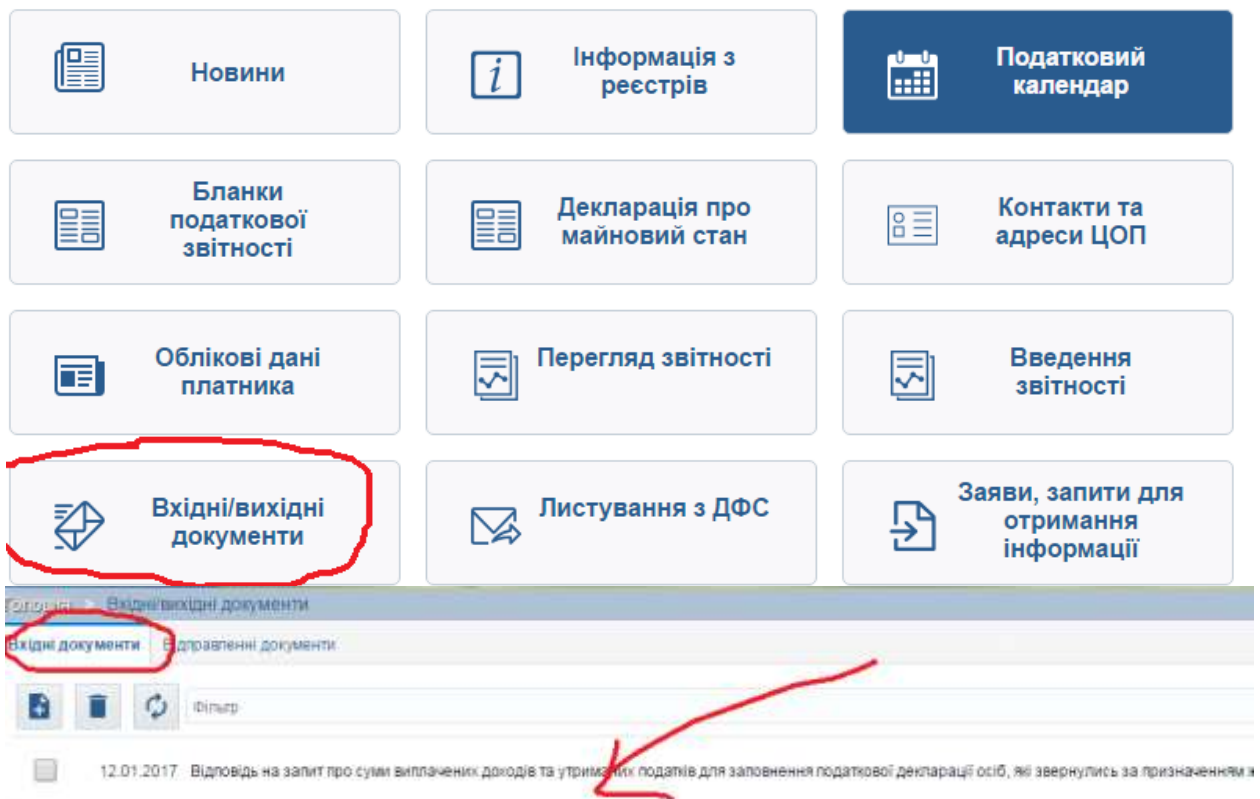 Новини
Інформація з
реєстрів
Податковий
календар
Бланки
податкової
звітності
Декларація про
майновий стан
Контакти та
адреси ЦОП
Облікові дані
платника
Перегляд звітності
Введення
звітності
Вхідні/вихідні
документи
Листування з ДФС
Заяви, запити для
отримання
інформації
Вхідні/вихідні документи
Вхідні документи Відправленні документи
Фільтр
12.01.2017 Відповідь на запит про суми виплачених доходів та утриманих податків для заповнення податкової декларації осіб, які звернулись за призначенням